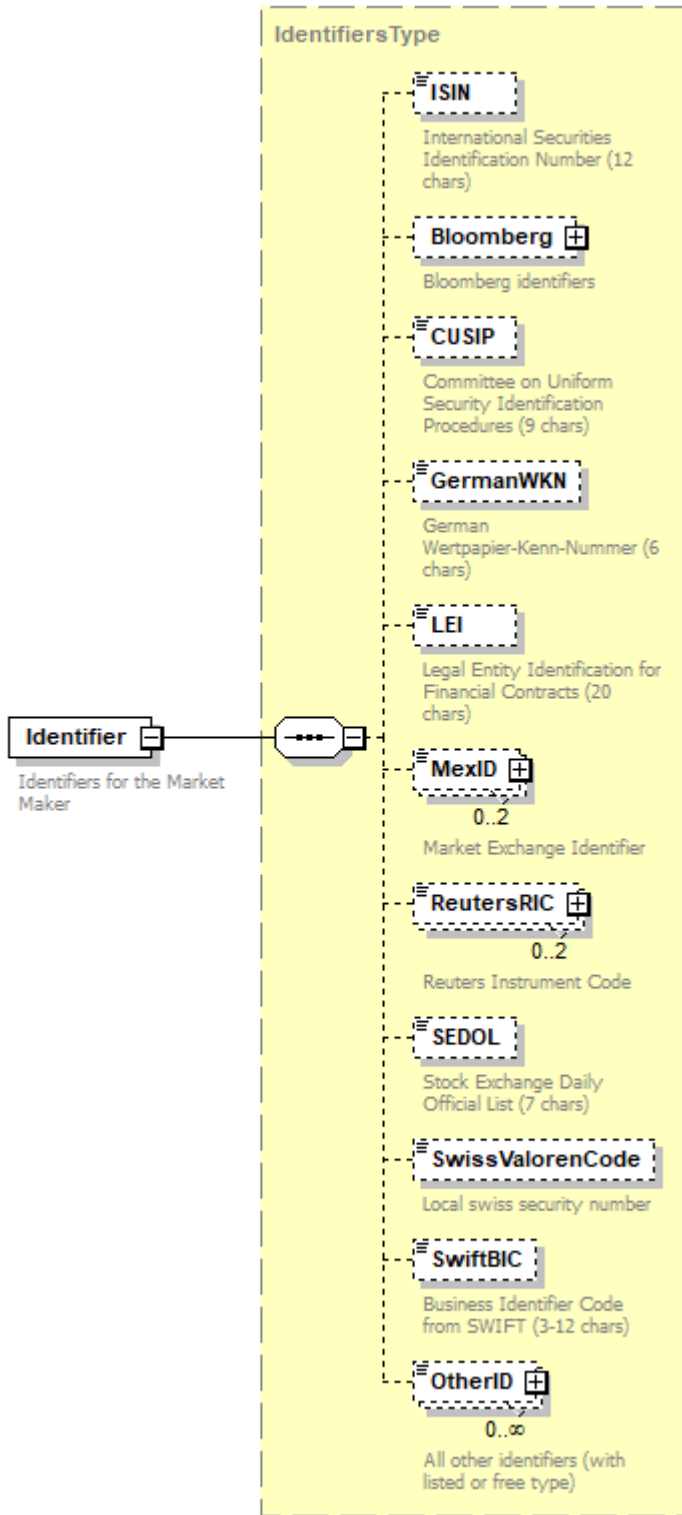 IdentifiersType
ISIN
International Securities
Identification Number (12
chars)
Bloomberg
Bloomberg identifiers
CUSIP
Committee on Uniform
Security Identification
Procedures (9 chars)
GermanWKN
German
Wertpapier-Kenn-Nummer (6
chars)
LEI
Legal Entity Identification for
Financial Contracts (20
chars)
Identifier
Identifiers for the Market
Maker
MexID
0..2
Market Exchange Identifier
ReutersRIC
0..2
Reuters Instrument Code
SEDOL
Stock Exchange Daily
Official List (7 chars)
SwissValorenCode
Local swiss security number
SwiftBIC
Business Identifier Code
from SWIFT (3-12 chars)
OtherID
0..∞
All other identifiers (with
listed or free type)